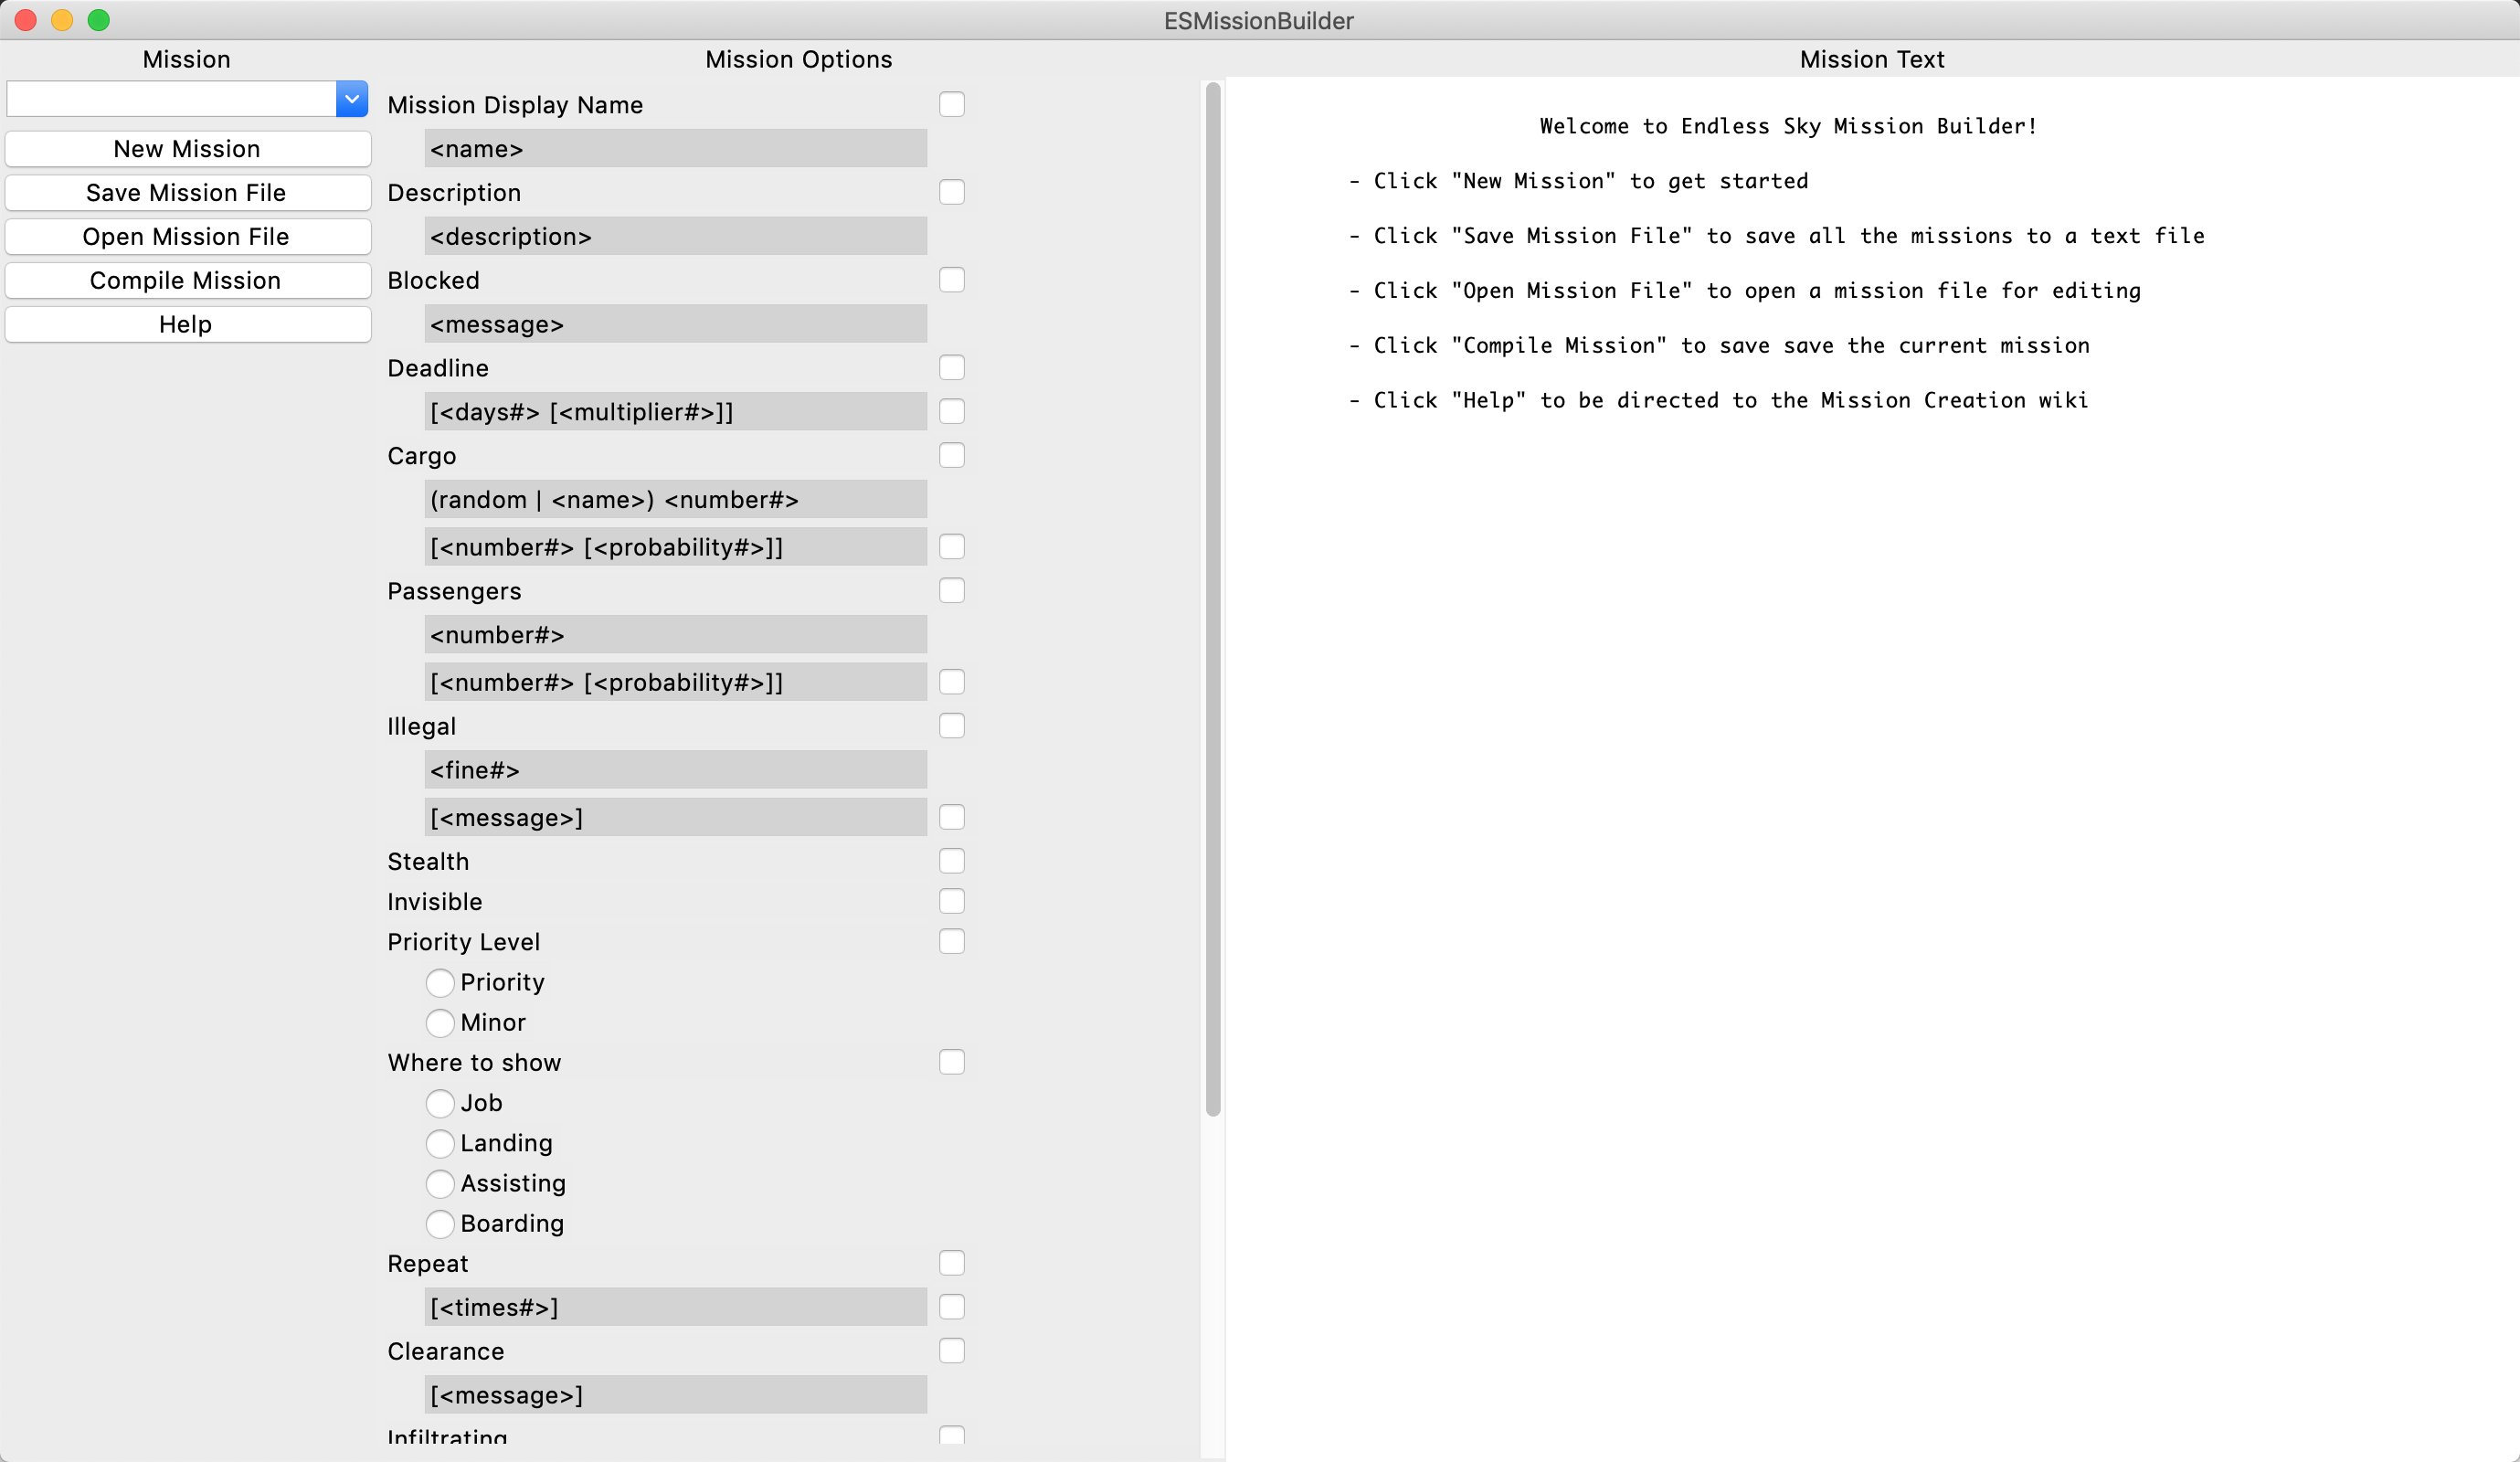 ESMissionBuilder
Mission
New Mission
Save Mission File
Open Mission File
Compile Mission
Help
Mission Options
Mission Display Name
<name>
Description
<description>
Blocked
<message>
Deadline
[<days#> [<multiplier#>]]
Cargo
(random | <name>) <number#>
[<number#> [<probability#>]]
Passengers
<number#>
[<number#> [<probability#>]]
Illegal
<fine#>
[<message>]
Stealth
Invisible
Priority Level
Priority
Minor
Where to show
Job
Landing
Assisting
Boarding
Repeat
[<times#>]
Clearance
[<message>]
Infiltrating
Mission Text
Welcome to Endless Sky Mission Builder!
- Click "New Mission" to get started
- Click "Save Mission File" to save all the missions to a text file
- Click "Open Mission File" to open a mission file for editing
- Click "Compile Mission" to save save the current mission
- Click "Help" to be directed to the Mission Creation wiki